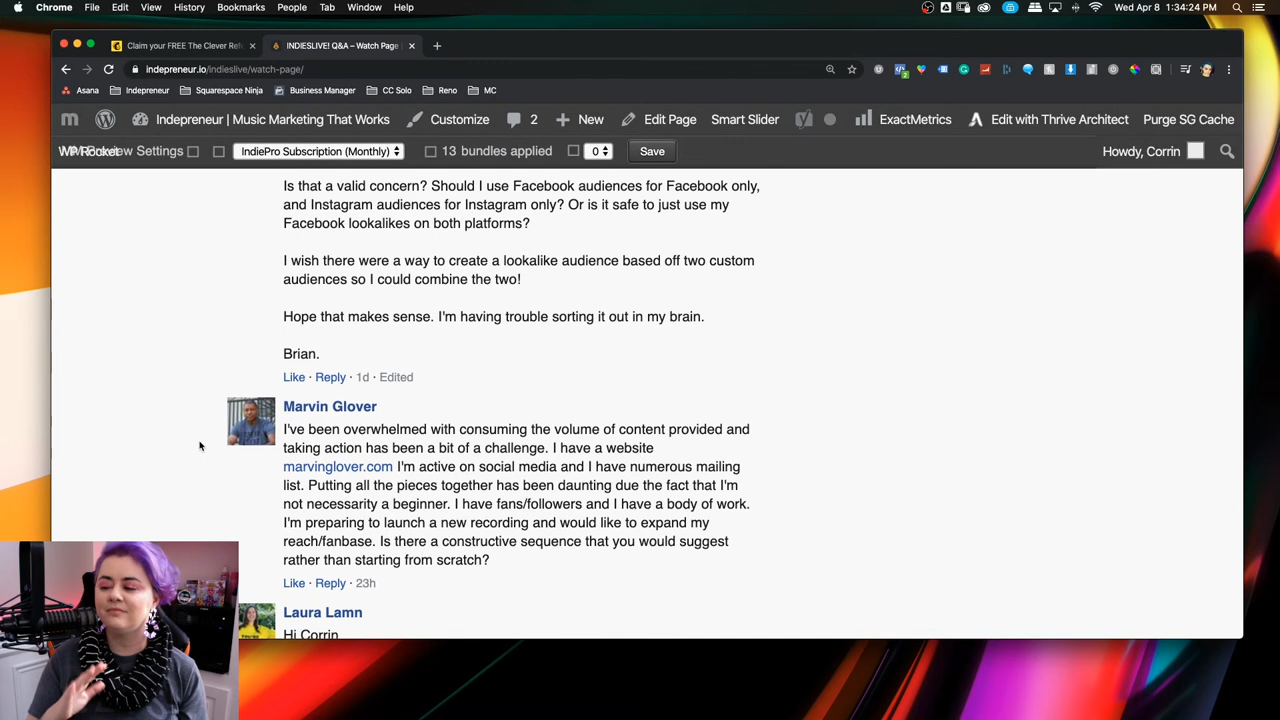 Chrome File Edit View History Bookmarks People Tab Window Help
Wed Apr 8 1:34:24 PM
Claim your FREE The Clever Ref
INDIESLIVE! Q&A – Watch Page
indepreneur.io/indieslive/watch-page/
Asana Indepreneur Squarespace Ninja Business Manager CC Solo Reno MC
Indepreneur | Music Marketing That Works Customize 2 New Edit Page Smart Slider ExactMetrics Edit with Thrive Architect Purge SG Cache
WP Rocket
Settings IndiePro Subscription (Monthly) 13 bundles applied 0 Save Howdy, Corrin
Is that a valid concern? Should I use Facebook audiences for Facebook only,
and Instagram audiences for Instagram only? Or is it safe to just use my
Facebook lookalikes on both platforms?
I wish there were a way to create a lookalike audience based off two custom
audiences so I could combine the two!
Hope that makes sense. I'm having trouble sorting it out in my brain.
Brian.
Like · Reply · 1d · Edited
Marvin Glover
I've been overwhelmed with consuming the volume of content provided and
taking action has been a bit of a challenge. I have a website
marvinglover.com I'm active on social media and I have numerous mailing
list. Putting all the pieces together has been daunting due the fact that I'm
not necessarity a beginner. I have fans/followers and I have a body of work.
I'm preparing to launch a new recording and would like to expand my
reach/fanbase. Is there a constructive sequence that you would suggest
rather than starting from scratch?
Like · Reply · 23h
Laura Lamn
Hi Corrin